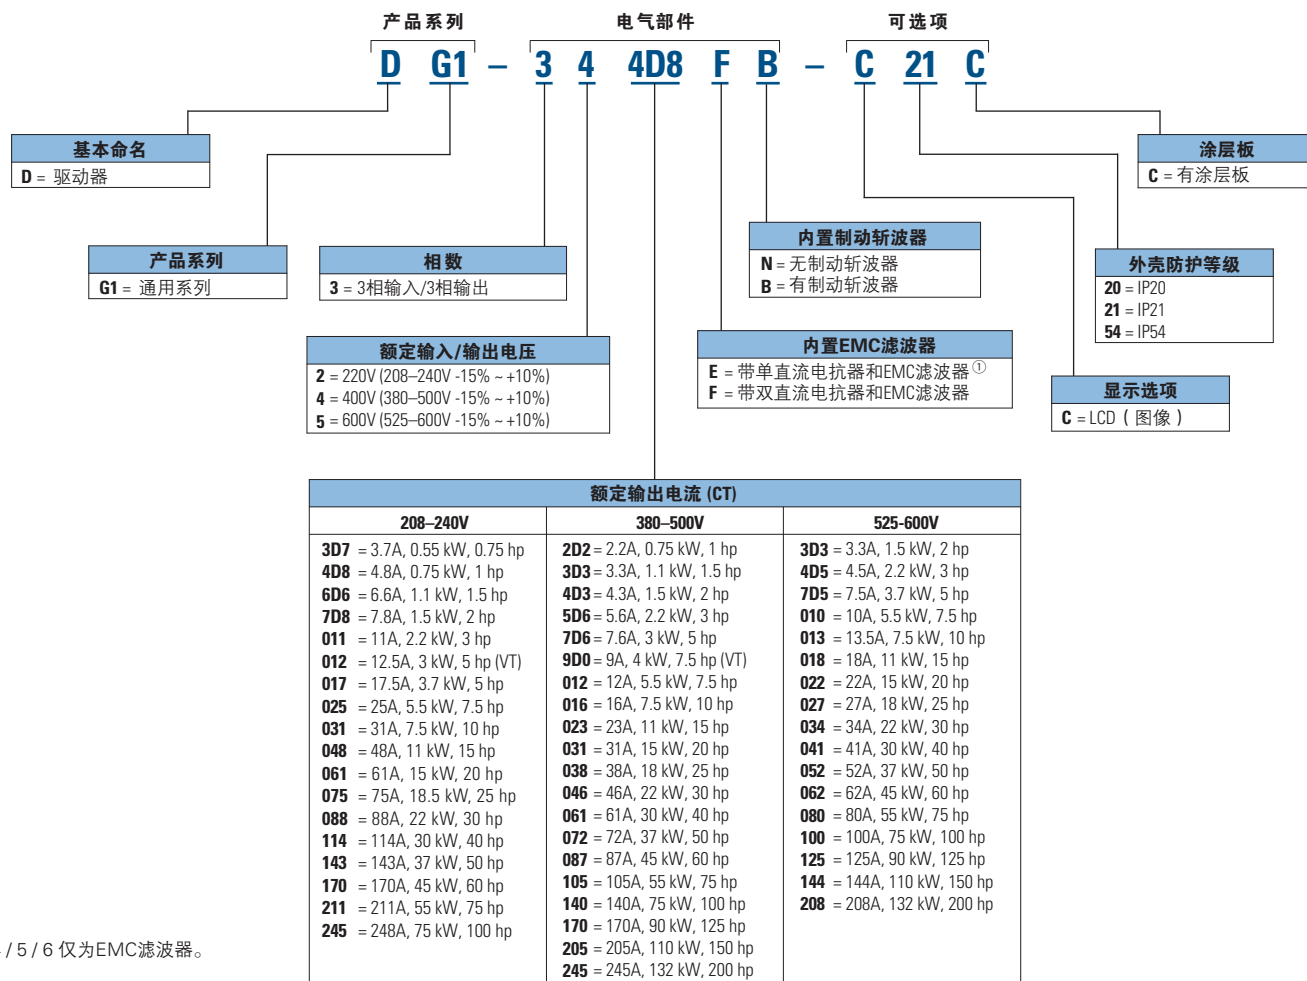 产品系列 电气部件 可选项
D G1 – 3 4 4D8 F B – C 21 C
基本命名
D = 驱动器
涂层板
C = 有涂层板
产品系列
G1 = 通用系列
相数
3 = 3相输入/3相输出
内置制动斩波器
N = 无制动斩波器
B = 有制动斩波器
外壳防护等级
20 = IP20
21 = IP21
54 = IP54
额定输入/输出电压
2 = 220V (208–240V -15% ~ +10%)
4 = 400V (380–500V -15% ~ +10%)
5 = 600V (525–600V -15% ~ +10%)
内置EMC滤波器
E = 带单直流电抗器和EMC滤波器①
F = 带双直流电抗器和EMC滤波器
显示选项
C = LCD（图像）
额定输出电流 (CT)
208–240V
3D7 = 3.7A, 0.55 kW, 0.75 hp
4D8 = 4.8A, 0.75 kW, 1 hp
6D6 = 6.6A, 1.1 kW, 1.5 hp
7D8 = 7.8A, 1.5 kW, 2 hp
011 = 11A, 2.2 kW, 3 hp
012 = 12.5A, 3 kW, 5 hp (VT)
017 = 17.5A, 3.7 kW, 5 hp
025 = 25A, 5.5 kW, 7.5 hp
031 = 31A, 7.5 kW, 10 hp
048 = 48A, 11 kW, 15 hp
061 = 61A, 15 kW, 20 hp
075 = 75A, 18.5 kW, 25 hp
088 = 88A, 22 kW, 30 hp
114 = 114A, 30 kW, 40 hp
143 = 143A, 37 kW, 50 hp
170 = 170A, 45 kW, 60 hp
211 = 211A, 55 kW, 75 hp
245 = 248A, 75 kW, 100 hp
380–500V
2D2 = 2.2A, 0.75 kW, 1 hp
3D3 = 3.3A, 1.1 kW, 1.5 hp
4D3 = 4.3A, 1.5 kW, 2 hp
5D6 = 5.6A, 2.2 kW, 3 hp
7D6 = 7.6A, 3 kW, 5 hp
9D0 = 9A, 4 kW, 7.5 hp (VT)
012 = 12A, 5.5 kW, 7.5 hp
016 = 16A, 7.5 kW, 10 hp
023 = 23A, 11 kW, 15 hp
031 = 31A, 15 kW, 20 hp
038 = 38A, 18 kW, 25 hp
046 = 46A, 22 kW, 30 hp
061 = 61A, 30 kW, 40 hp
072 = 72A, 37 kW, 50 hp
087 = 87A, 45 kW, 60 hp
105 = 105A, 55 kW, 75 hp
140 = 140A, 75 kW, 100 hp
170 = 170A, 90 kW, 125 hp
205 = 205A, 110 kW, 150 hp
245 = 245A, 132 kW, 200 hp
525-600V
3D3 = 3.3A, 1.5 kW, 2 hp
4D5 = 4.5A, 2.2 kW, 3 hp
7D5 = 7.5A, 3.7 kW, 5 hp
010 = 10A, 5.5 kW, 7.5 hp
013 = 13.5A, 7.5 kW, 10 hp
018 = 18A, 11 kW, 15 hp
022 = 22A, 15 kW, 20 hp
027 = 27A, 18 kW, 25 hp
034 = 34A, 22 kW, 30 hp
041 = 41A, 30 kW, 40 hp
052 = 52A, 37 kW, 50 hp
062 = 62A, 45 kW, 60 hp
080 = 80A, 55 kW, 75 hp
100 = 100A, 75 kW, 100 hp
125 = 125A, 90 kW, 125 hp
144 = 144A, 110 kW, 150 hp
208 = 208A, 132 kW, 200 hp
/ 5 / 6 仅为EMC滤波器。